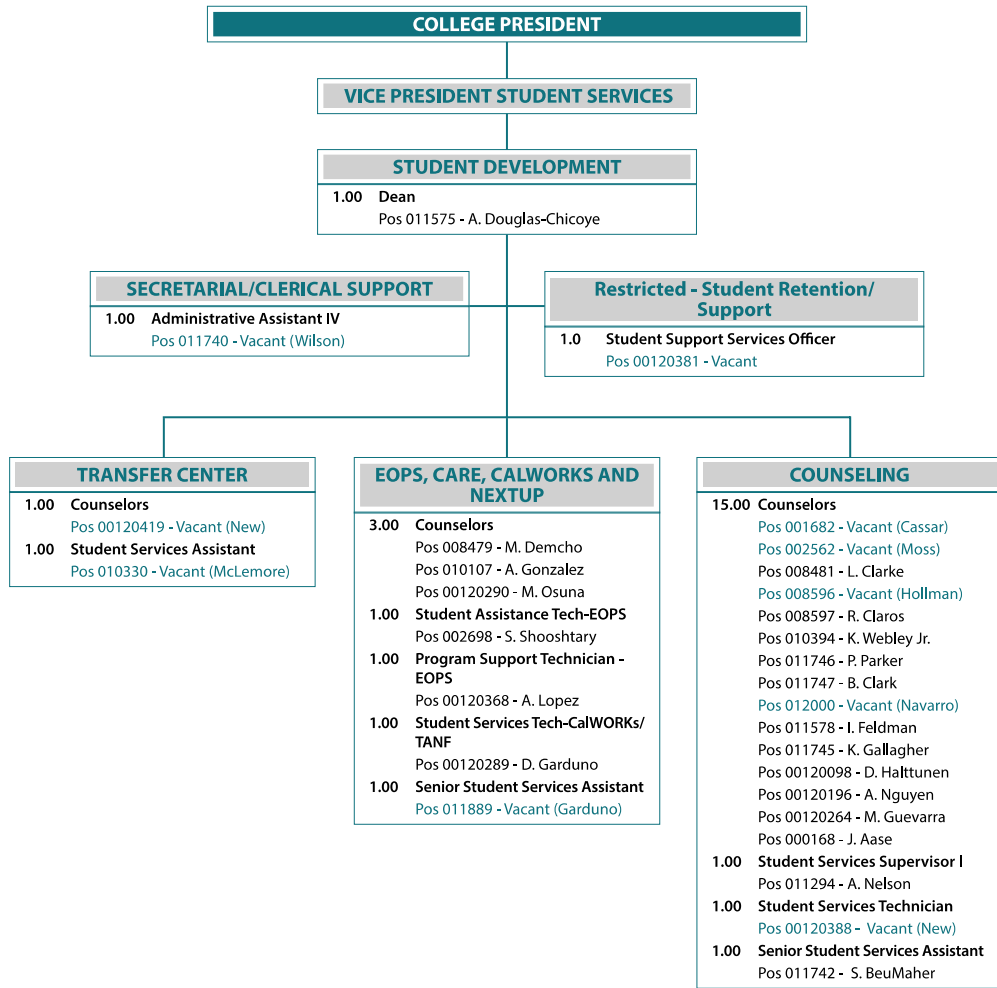 COLLEGE PRESIDENT
VICE PRESIDENT STUDENT SERVICES
STUDENT DEVELOPMENT
1.00 Dean
Pos 011575 - A. Douglas-Chicoye
SECRETARIAL/CLERICAL SUPPORT
1.00 Administrative Assistant IV
Pos 011740 - Vacant (Wilson)
Restricted - Student Retention/
Support
1.0 Student Support Services Officer
Pos 00120381 - Vacant
TRANSFER CENTER
1.00 Counselors
Pos 00120419 - Vacant (New)
1.00 Student Services Assistant
Pos 010330 - Vacant (McLemore)
EOPS, CARE, CALWORKS AND
NEXTUP
3.00 Counselors
Pos 008479 - M. Demcho
Pos 010107 - A. Gonzalez
Pos 00120290 - M. Osuna
1.00 Student Assistance Tech-EOPS
Pos 002698 - S. Shooshtary
1.00 Program Support Technician -
EOPS
Pos 00120368 - A. Lopez
1.00 Student Services Tech-CalWORKs/
TANF
Pos 00120289 - D. Garduno
1.00 Senior Student Services Assistant
Pos 011889 - Vacant (Garduno)
COUNSELING
15.00 Counselors
Pos 001682 - Vacant (Cassar)
Pos 002562 - Vacant (Moss)
Pos 008481 - L. Clarke
Pos 008596 - Vacant (Hollman)
Pos 008597 - R. Claros
Pos 010394 - K. Webley Jr.
Pos 011746 - P. Parker
Pos 011747 - B. Clark
Pos 012000 - Vacant (Navarro)
Pos 011578 - I. Feldman
Pos 011745 - K. Gallagher
Pos 00120098 - D. Halttunen
Pos 00120196 - A. Nguyen
Pos 00120264 - M. Guevarra
Pos 000168 - J. Aase
1.00 Student Services Supervisor I
Pos 011294 - A. Nelson
1.00 Student Services Technician
Pos 00120388 - Vacant (New)
1.00 Senior Student Services Assistant
Pos 011742 - S. BeuMaher